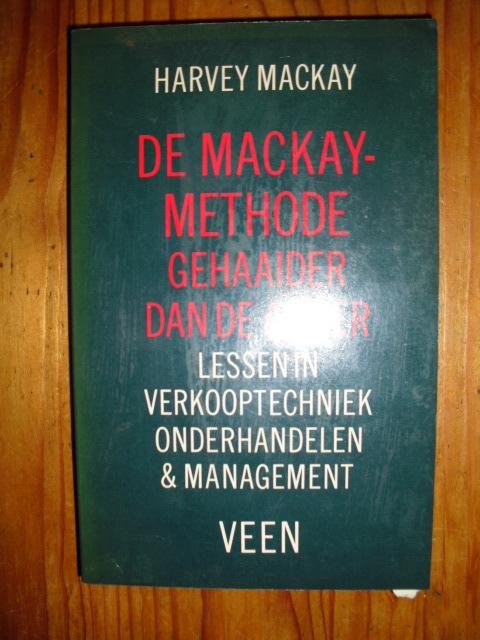 HARVEY MACKAY
DE MACKAY-
METHODE
GEHAAIDER
DAN DE
LESSEN IN
VERKOOPTECHNIEK
ONDERHANDELEN
& MANAGEMENT
VEEN